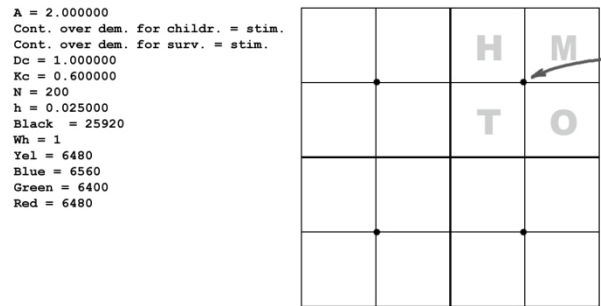 A = 2.000000
Cont. over dem. for childr. = stim.
Cont. over dem. for surv. = stim.
Dc = 1.000000
Kc = 0.600000
N = 200
h = 0.025000
Black  = 25920
Wh = 1
Yel = 6480
Blue = 6560
Green = 6400
Red = 6480
H M
T O